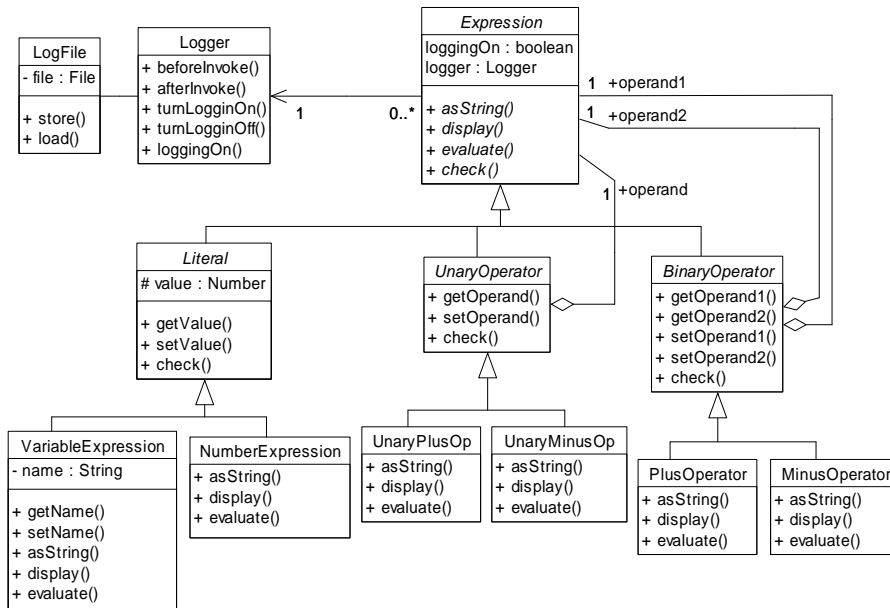 Expression
loggingOn : boolean
logger : Logger
+ asString()
+ display()
+ evaluate()
+ check()
Logger
+ beforeInvoke()
+ afterInvoke()
+ turnLogginOn()
+ turnLogginOff()
+ loggingOn()
LogFile
- file : File
+ store()
+ load()
1
0..*
1 +operand1
1 +operand2
1 +operand
Literal
# value : Number
+ getValue()
+ setValue()
+ check()
UnaryOperator
+ getOperand()
+ setOperand()
+ check()
BinaryOperator
+ getOperand1()
+ getOperand2()
+ setOperand1()
+ setOperand2()
+ check()
VariableExpression
- name : String
+ getName()
+ setName()
+ asString()
+ display()
+ evaluate()
NumberExpression
+ asString()
+ display()
+ evaluate()
UnaryPlusOp
+ asString()
+ display()
+ evaluate()
UnaryMinusOp
+ asString()
+ display()
+ evaluate()
PlusOperator
+ asString()
+ display()
+ evaluate()
MinusOperator
+ asString()
+ display()
+ evaluate()